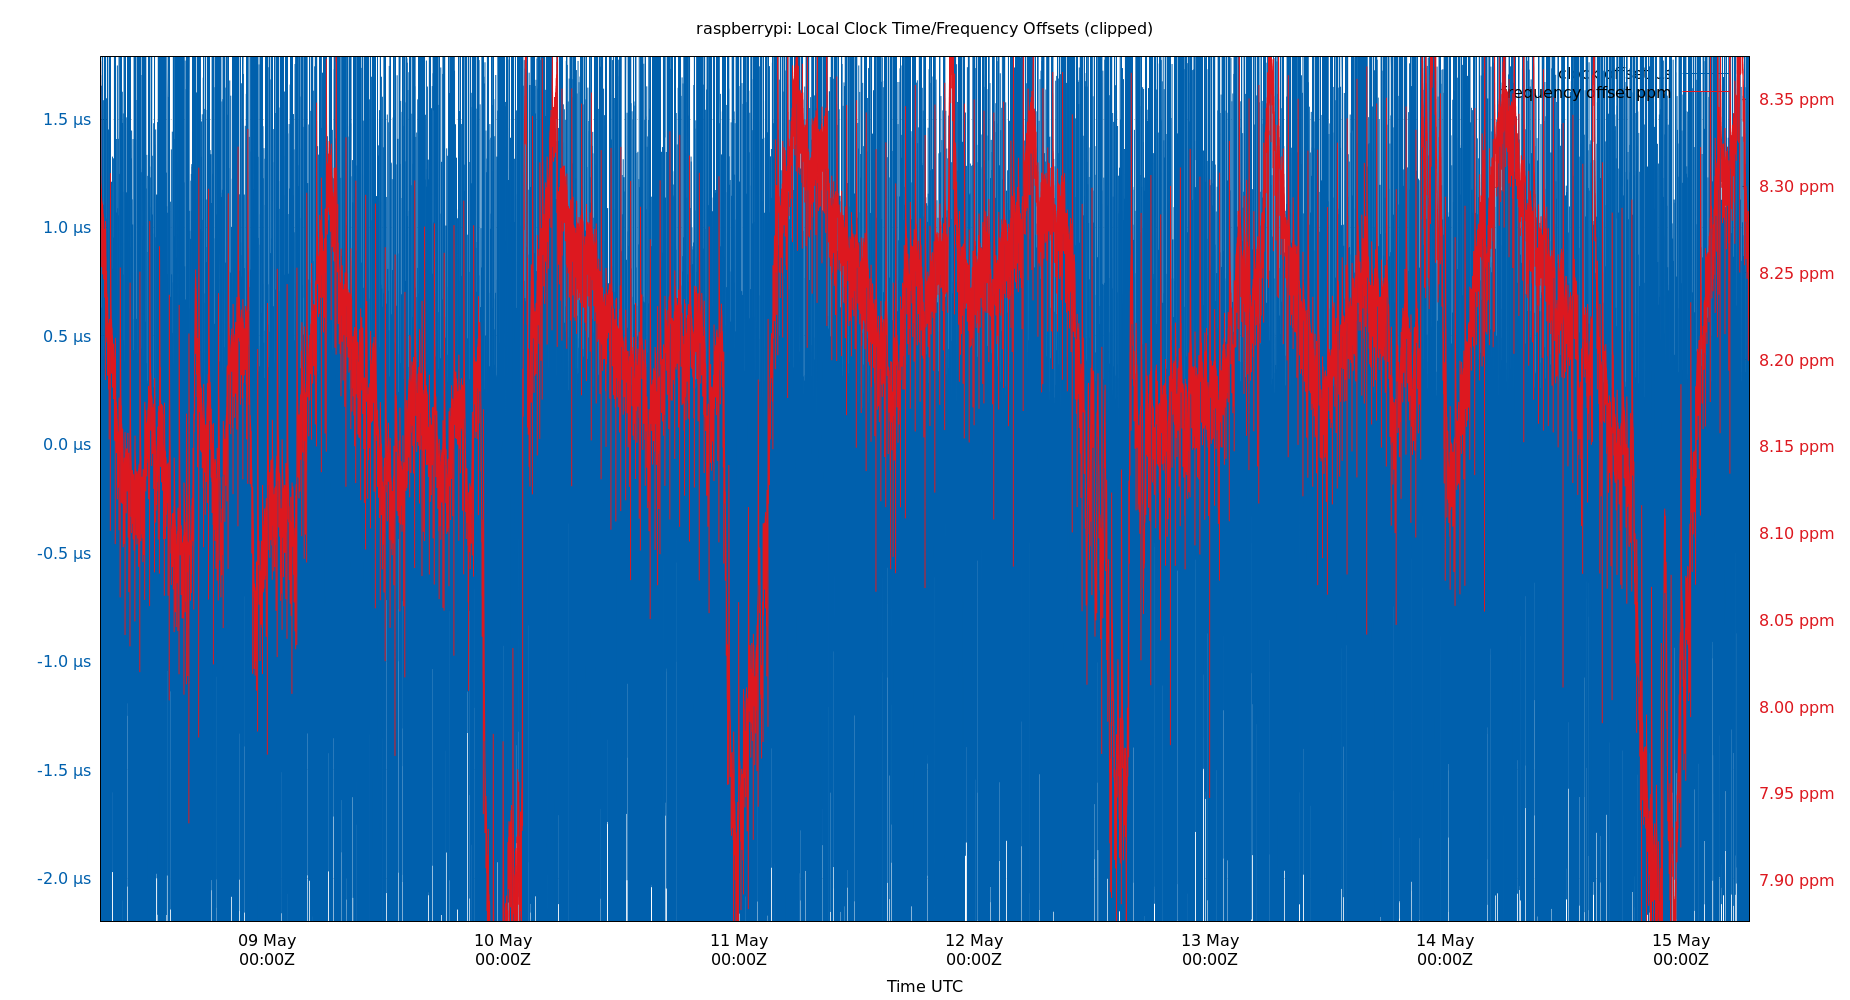 raspberrypi: Local Clock Time/Frequency Offsets (clipped)
clock offset us
frequency offset ppm
1.5 µs
1.0 µs
0.5 µs
0.0 µs
-0.5 µs
-1.0 µs
-1.5 µs
-2.0 µs
8.35 ppm
8.30 ppm
8.25 ppm
8.20 ppm
8.15 ppm
8.10 ppm
8.05 ppm
8.00 ppm
7.95 ppm
7.90 ppm
09 May
00:00Z
10 May
00:00Z
11 May
00:00Z
12 May
00:00Z
13 May
00:00Z
14 May
00:00Z
15 May
00:00Z
Time UTC